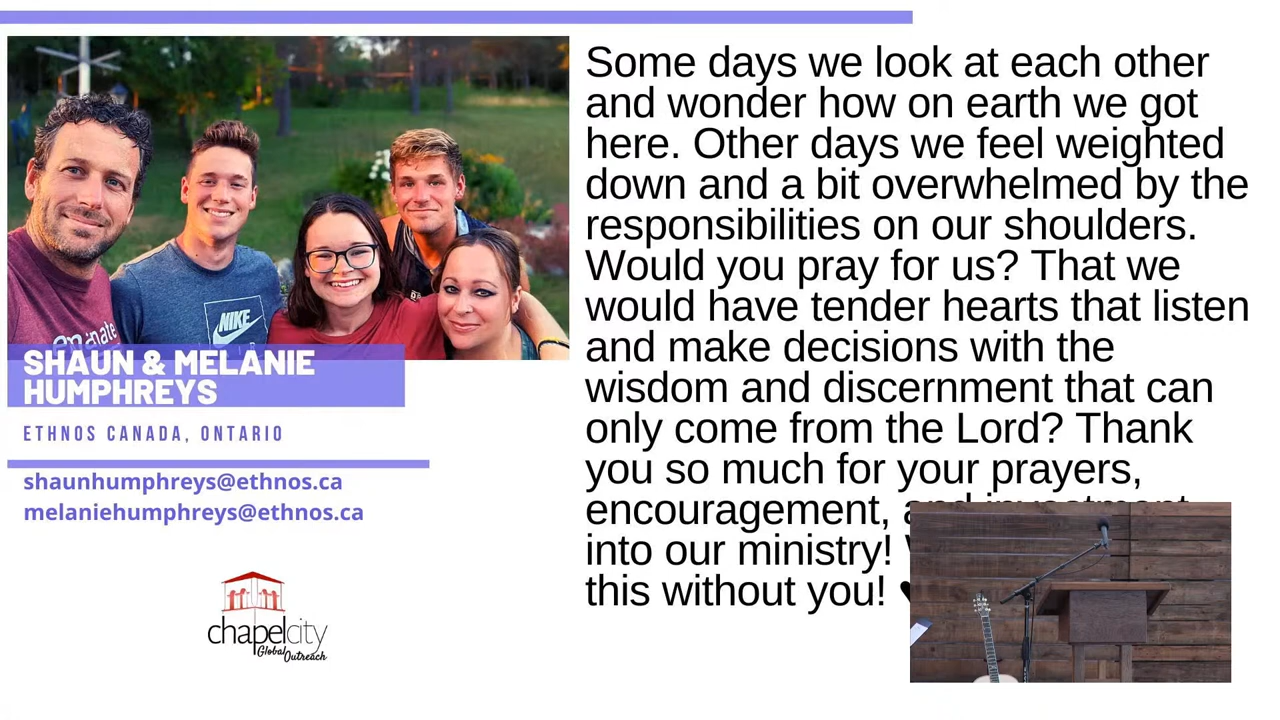 Some days we look at each other
and wonder how on earth we got
here. Other days we feel weighted
down and a bit overwhelmed by the
responsibilities on our shoulders.
Would you pray for us? That we
would have tender hearts that listen
and make decisions with the
wisdom and discernment that can
only come from the Lord? Thank
you so much for your prayers,
encouragement, and investment
into our ministry!
this without you!
NIKE
SHAUN & MELANIE
HUMPHREYS
ETHNOS CANADA, ONTARIO
shaunhumphreys@ethnos.ca
melaniehumphreys@ethnos.ca
chapelcity
Global
Outreach